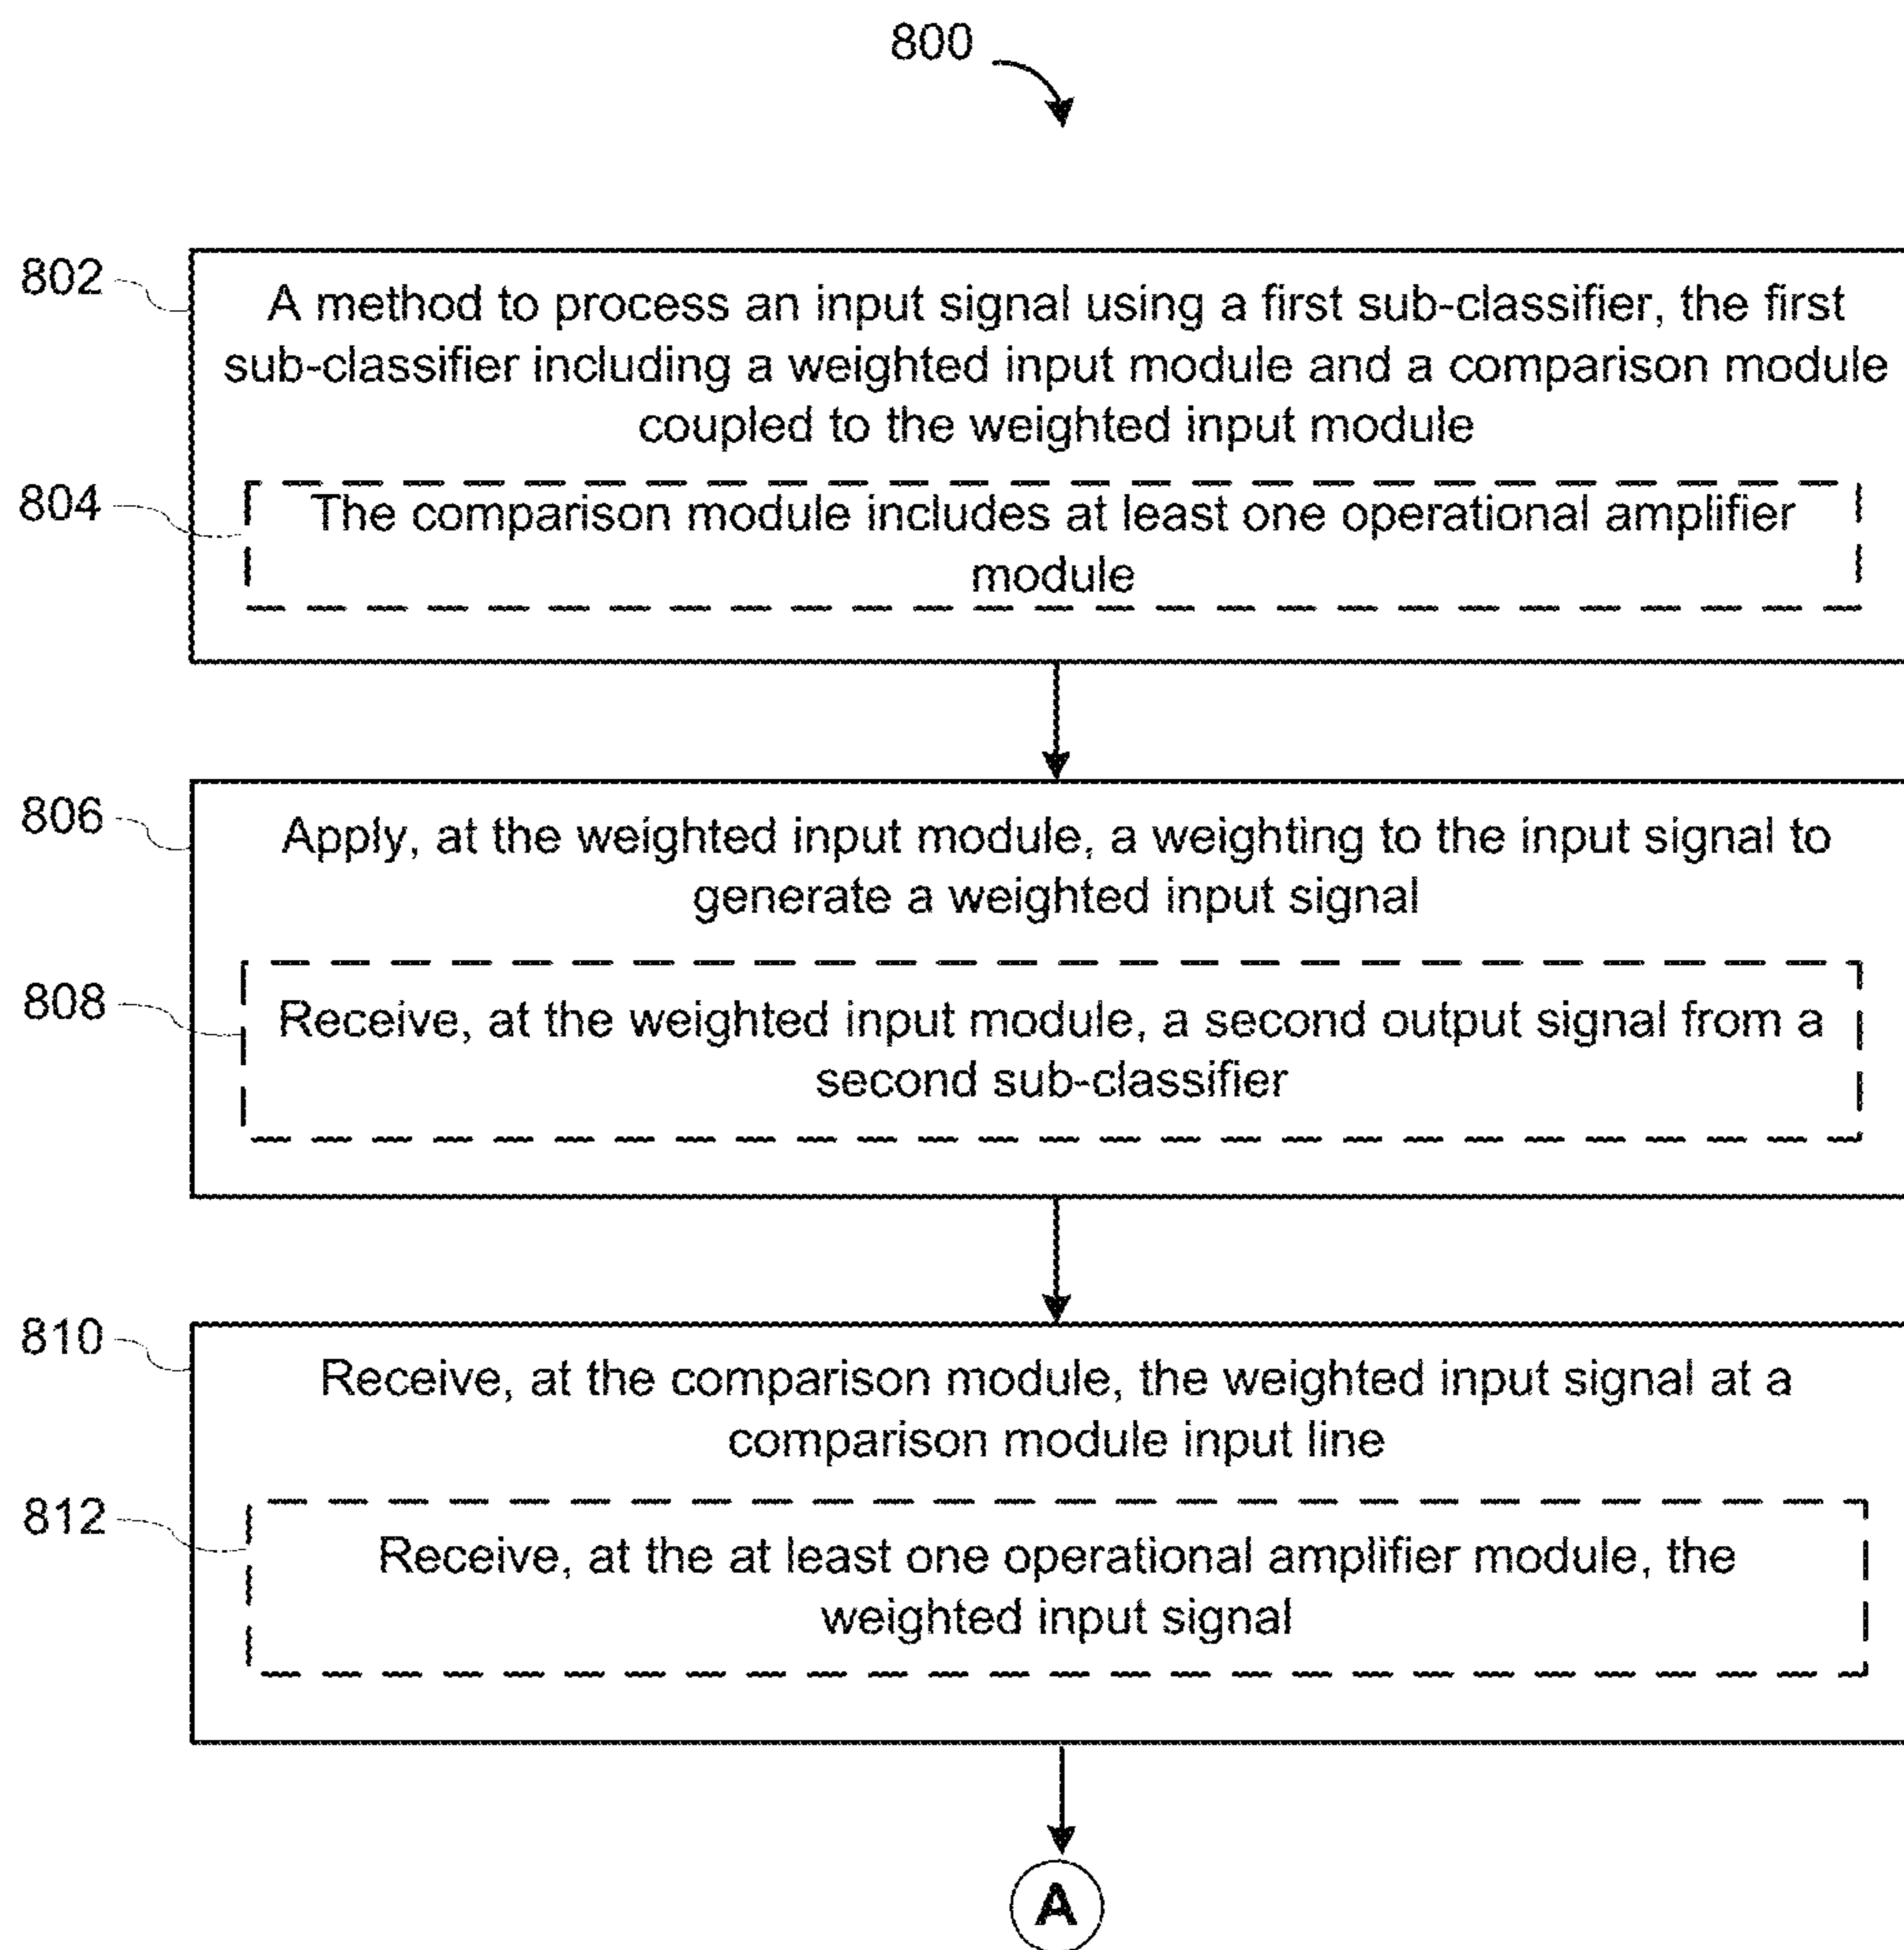 800
802
A method to process an input signal using a first sub-classifier, the first
sub-classifier including a weighted input module and a comparison module
coupled to the weighted input module
804
The comparison module includes at least one operational amplifier
module
806
Apply, at the weighted input module, a weighting to the input signal to
generate a weighted input signal
808
Receive, at the weighted input module, a second output signal from a
second sub-classifier
810
Receive, at the comparison module, the weighted input signal at a
comparison module input line
812
Receive, at the at least one operational amplifier module, the
weighted input signal
A